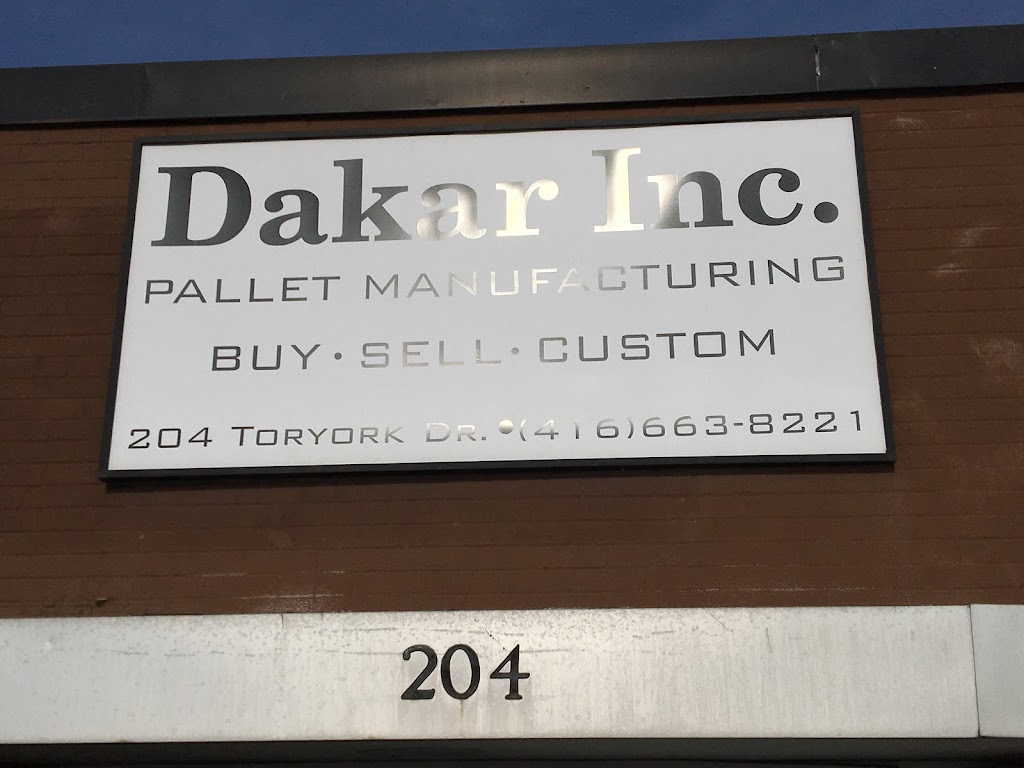 Dakar Inc.
PALLET MANUFACTURING
BUY • SELL • CUSTOM
204 TORYORK DR. •(416)663-8221
204